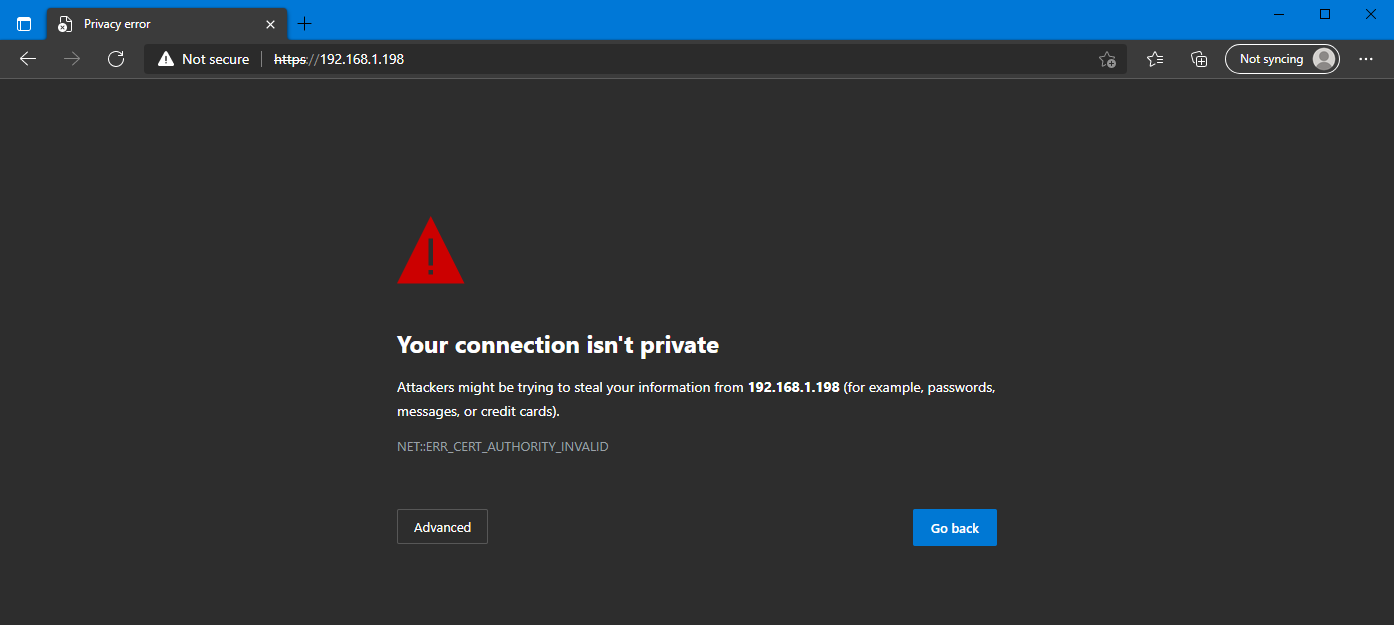 Privacy error
Not secure https://192.168.1.198 Not syncing
Your connection isn't private
Attackers might be trying to steal your information from 192.168.1.198 (for example, passwords,
messages, or credit cards).
NET::ERR_CERT_AUTHORITY_INVALID
Advanced Go back